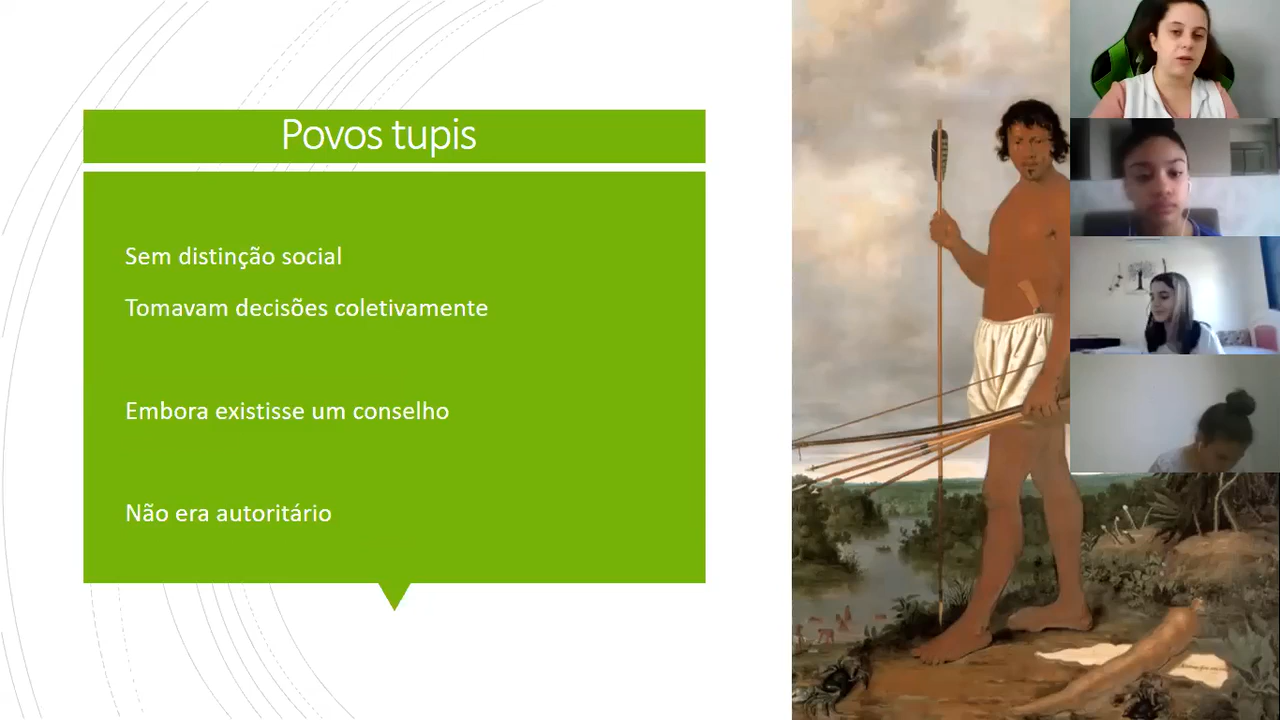 Povos tupis
Sem distinção social
Tomavam decisões coletivamente
Embora existisse um conselho
Não era autoritário